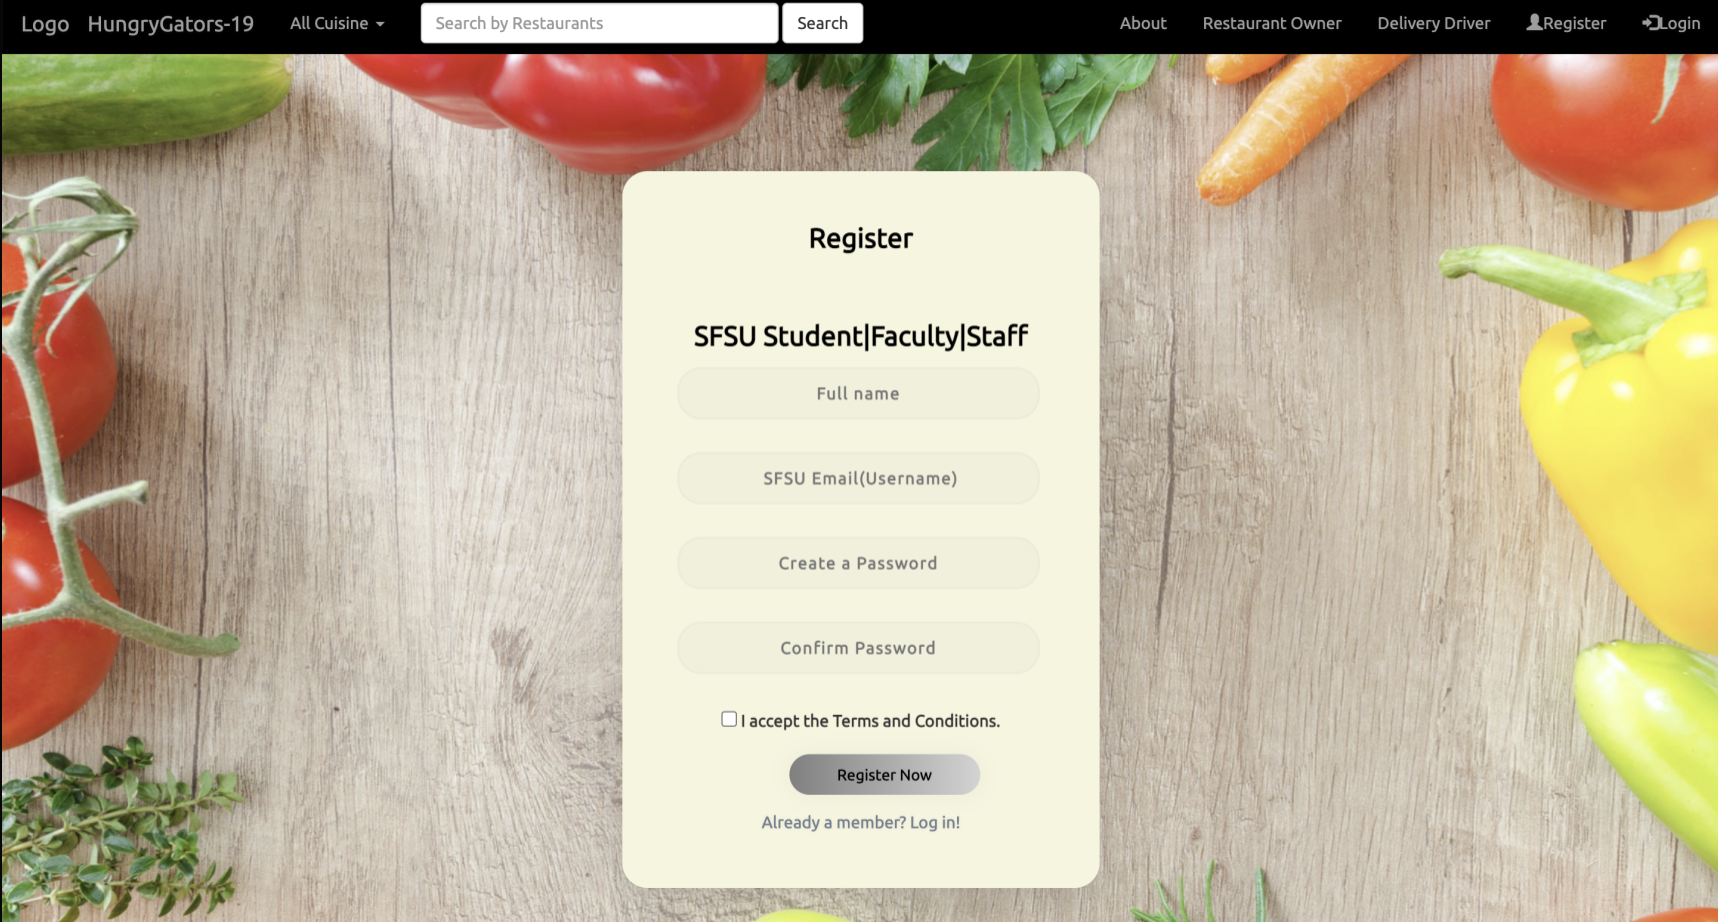 Logo HungryGators-19 All Cuisine Search by Restaurants Search About Restaurant Owner Delivery Driver Register Login
Register
SFSU Student|Faculty|Staff
Full name
SFSU Email(Username)
Create a Password
Confirm Password
I accept the Terms and Conditions.
Register Now
Already a member? Log in!